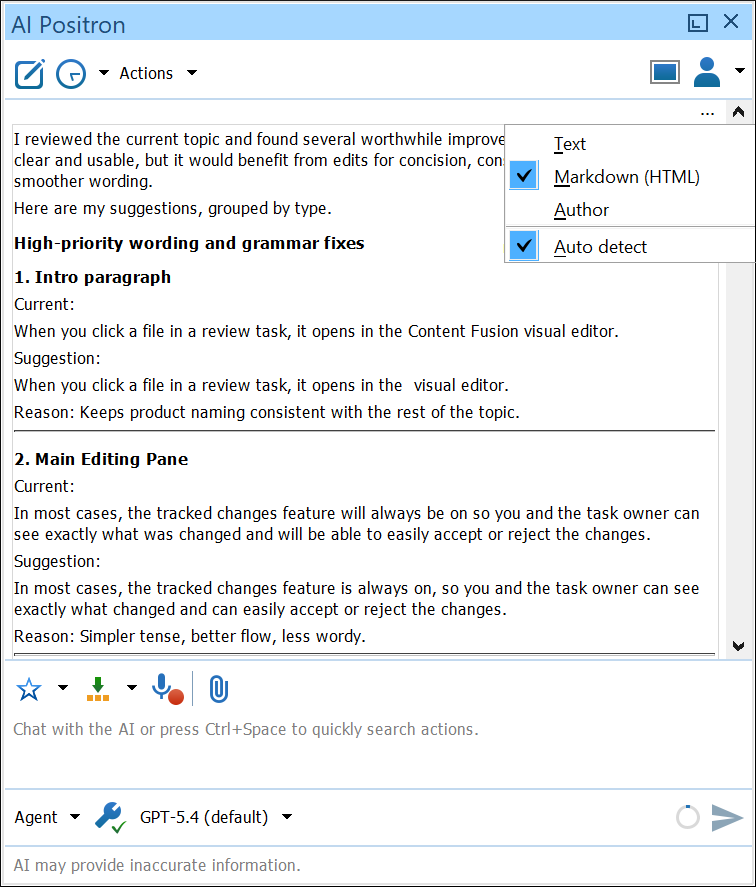 AI Positron
Actions
...
I reviewed the current topic and found several worthwhile improve
clear and usable, but it would benefit from edits for concision, con
smoother wording.
Here are my suggestions, grouped by type.
Text
Markdown (HTML)
Author
Auto detect
High-priority wording and grammar fixes
1. Intro paragraph
Current:
When you click a file in a review task, it opens in the Content Fusion visual editor.
Suggestion:
When you click a file in a review task, it opens in the  visual editor.
Reason: Keeps product naming consistent with the rest of the topic.
2. Main Editing Pane
Current:
In most cases, the tracked changes feature will always be on so you and the task owner can
see exactly what was changed and will be able to easily accept or reject the changes.
Suggestion:
In most cases, the tracked changes feature is always on, so you and the task owner can see
exactly what changed and can easily accept or reject the changes.
Reason: Simpler tense, better flow, less wordy.
Chat with the AI or press Ctrl+Space to quickly search actions.
Agent
GPT-5.4 (default)
AI may provide inaccurate information.